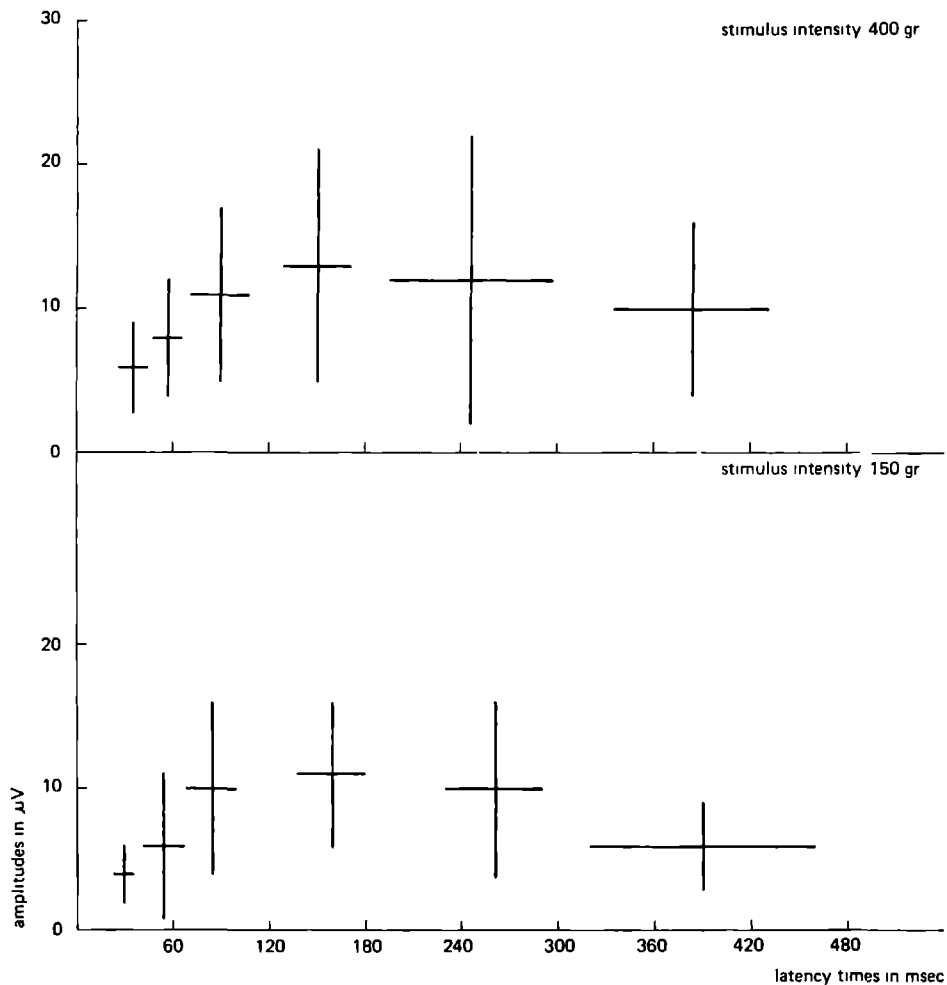 30
stimulus intensity 400 gr
20
10
0
stimulus intensity 150 gr
20
10
0
amplitudes in μV
60 120 180 240 300 360 420 480
latency times in msec